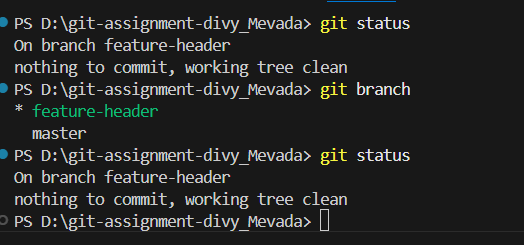 PS D:\git-assignment-divy_Mevada> git status
On branch feature-header
nothing to commit, working tree clean
PS D:\git-assignment-divy_Mevada> git branch
* feature-header
  master
PS D:\git-assignment-divy_Mevada> git status
On branch feature-header
nothing to commit, working tree clean
PS D:\git-assignment-divy_Mevada>